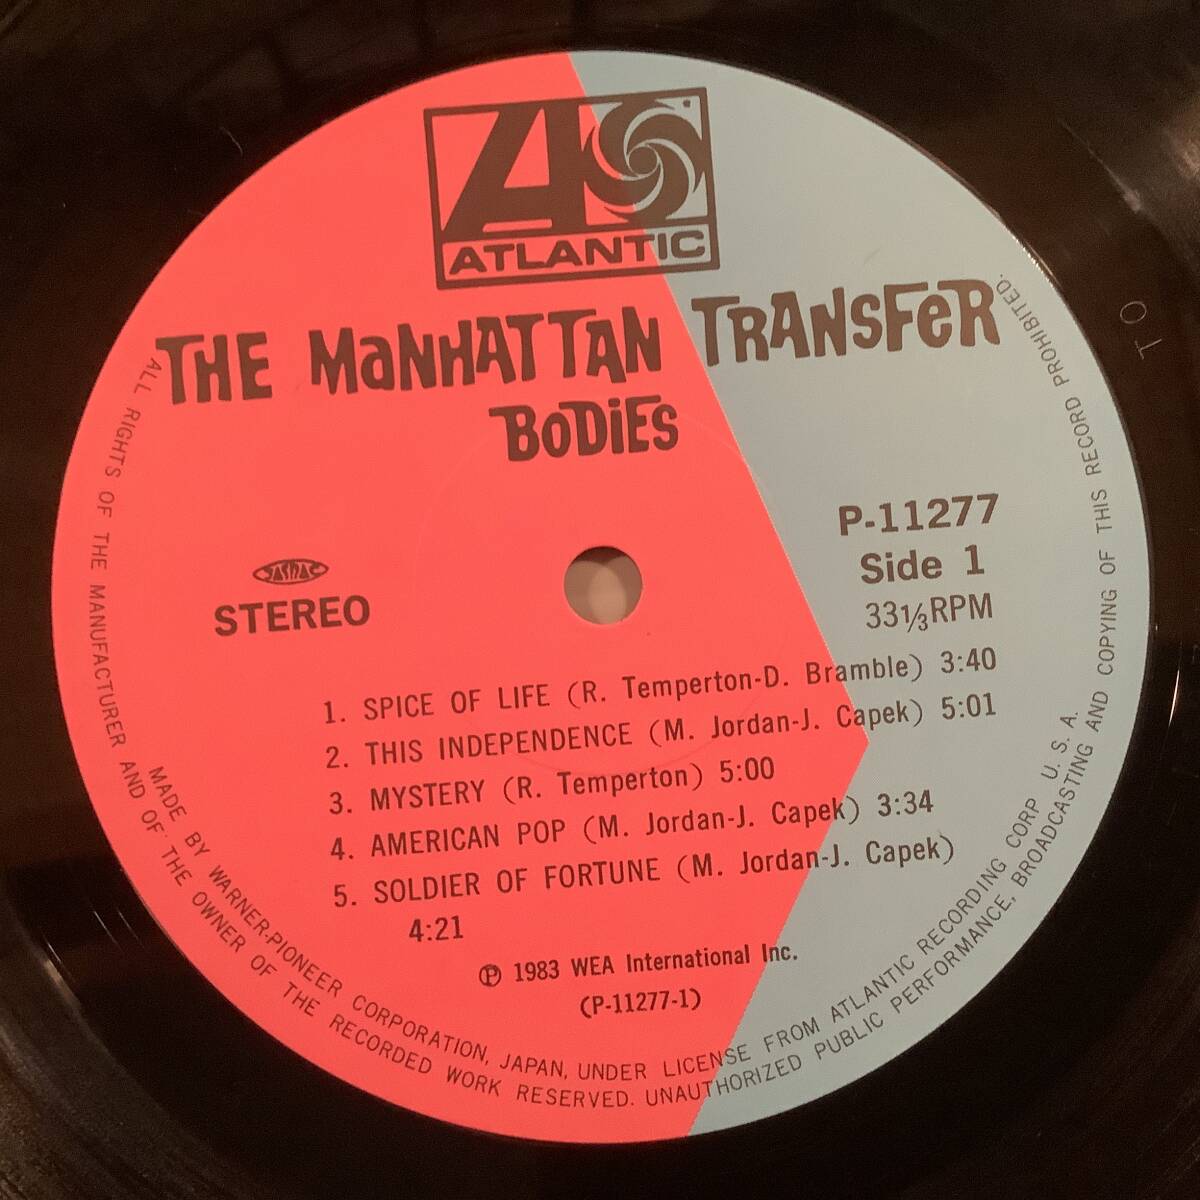 ATLANTIC
THE MaNHATTAN TRANSFeR
BoDiES
P-11277
Side 1
33⅓RPM
JASRAC
STEREO
1. SPICE OF LIFE (R. Temperton-D. Bramble) 3:40
2. THIS INDEPENDENCE (M. Jordan-J. Capek) 5:01
3. MYSTERY (R. Temperton) 5:00
4. AMERICAN POP (M. Jordan-J. Capek) 3:34
5. SOLDIER OF FORTUNE (M. Jordan-J. Capek)
4:21
℗ 1983 WEA International Inc.
(P-11277-1)
MADE BY WARNER-PIONEER CORPORATION, JAPAN, UNDER LICENSE FROM ATLANTIC RECORDING CORP U. S. A.
ALL RIGHTS OF THE MANUFACTURER AND OF THE OWNER OF THE RECORDED WORK RESERVED. UNAUTHORIZED PUBLIC PERFORMANCE, BROADCASTING AND COPYING OF THIS RECORD PROHIBITED.
TO